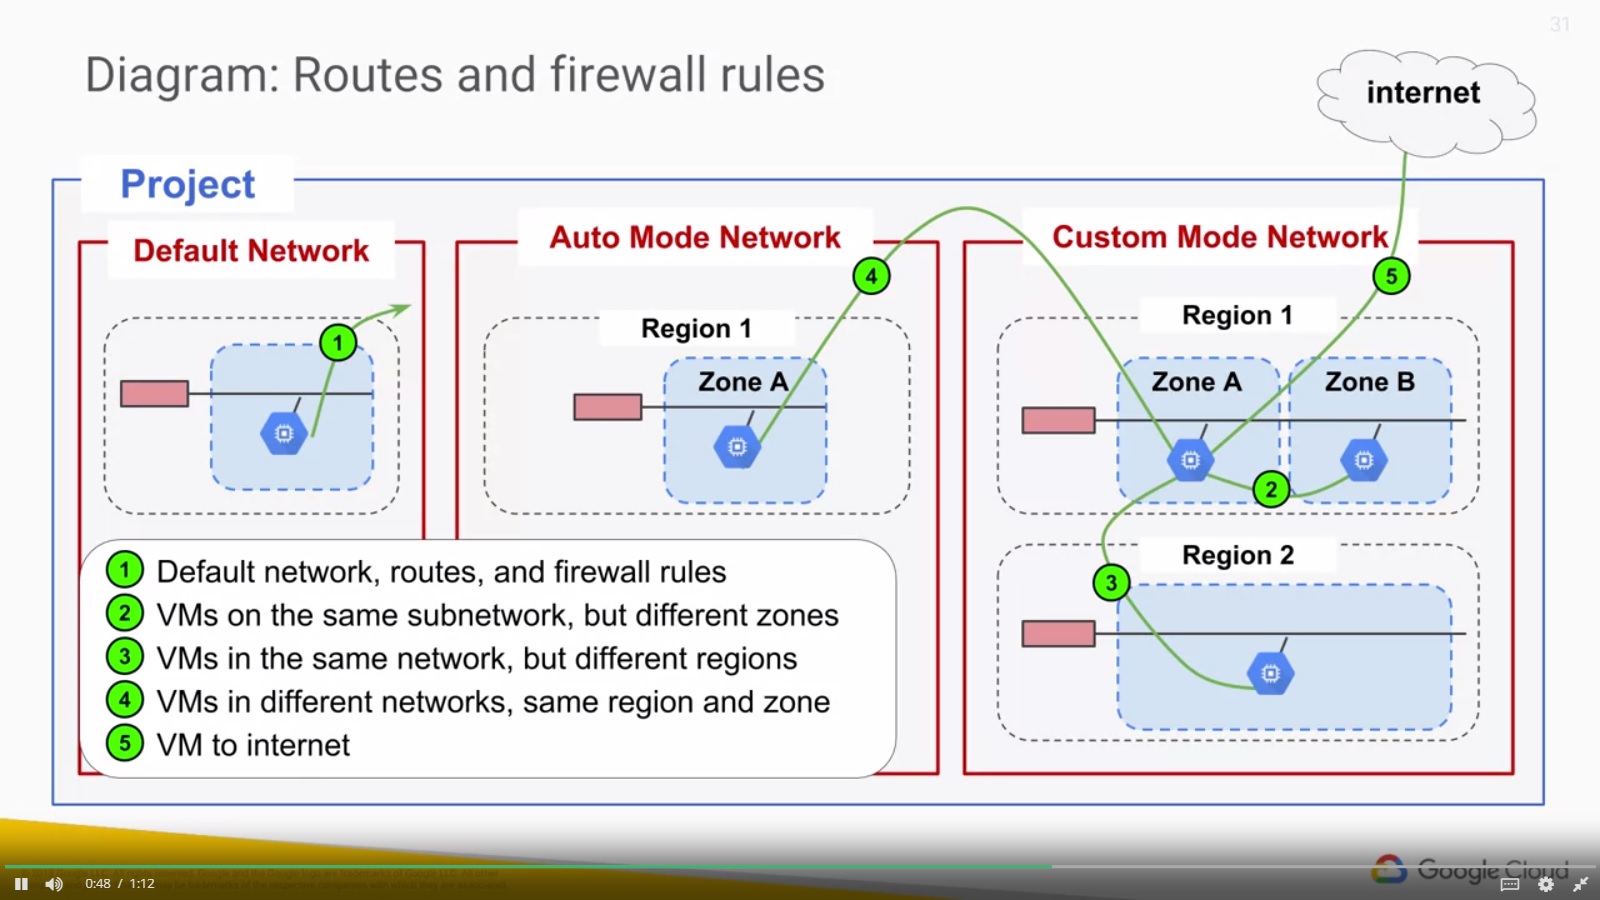 31
Diagram: Routes and firewall rules
internet
Project
Default Network
Auto Mode Network
Custom Mode Network
4
5
1
Region 1
Region 1
Zone A
Zone A
Zone B
2
Region 2
3
1 Default network, routes, and firewall rules
2 VMs on the same subnetwork, but different zones
3 VMs in the same network, but different regions
4 VMs in different networks, same region and zone
5 VM to internet
Google Cloud
0:48 / 1:12